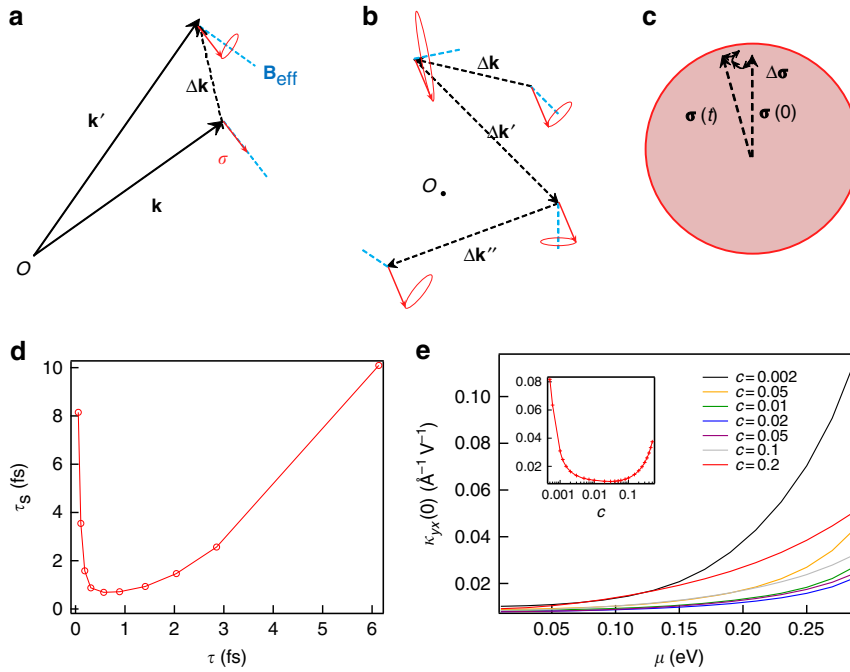 a
k′
Δk
B_eff
σ
k
O
b
Δk
Δk′
O
Δk″
c
Δσ
σ (t)
σ (0)
d
10
8
6
4
2
0
τ_S (fs)
0 1 2 3 4 5 6
τ (fs)
e
0.10
0.08
0.06
0.04
0.02
κ_yx(0) (Å⁻¹ V⁻¹)
0.08
0.06
0.04
0.02
0.001 0.01 0.1
c
c = 0.002
c = 0.05
c = 0.01
c = 0.02
c = 0.05
c = 0.1
c = 0.2
0.05 0.10 0.15 0.20 0.25
μ (eV)